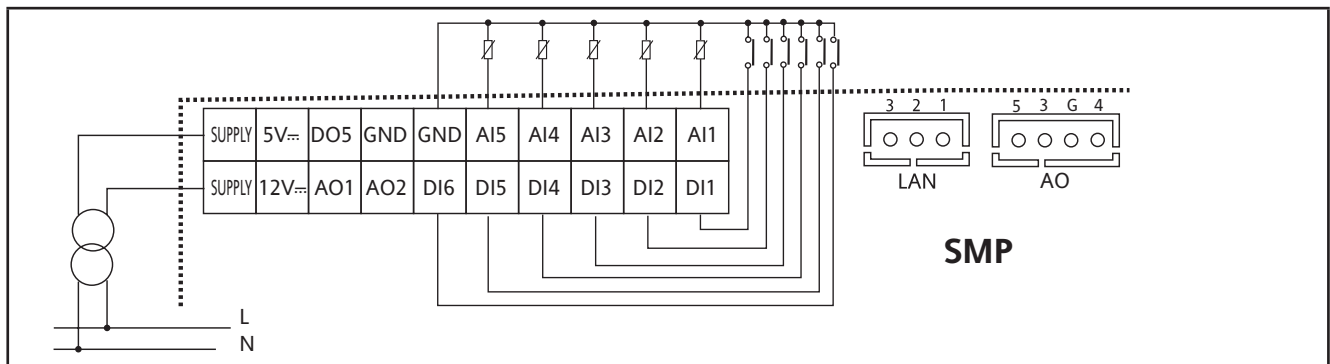 3 2 1 5 3 G 4
SUPPLY 5V⎓ DO5 GND GND AI5 AI4 AI3 AI2 AI1
SUPPLY 12V⎓ AO1 AO2 DI6 DI5 DI4 DI3 DI2 DI1
LAN AO
SMP
L
N